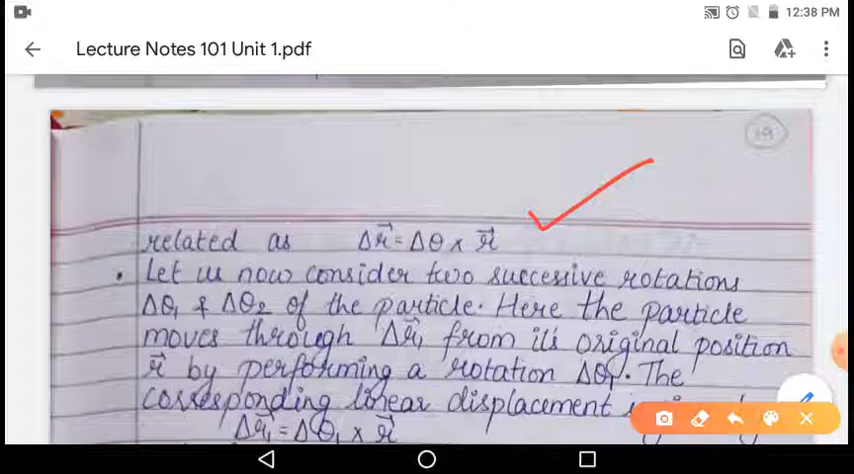 12:38 PM
Lecture Notes 101 Unit 1.pdf
19
related as Δr⃗ = Δθ × r⃗
• Let us now consider two successive rotations
Δθ₁ & Δθ₂ of the particle. Here the particle
moves through Δr⃗₁ from its original position
r⃗ by performing a rotation Δθ₁. The
corresponding linear displacement
Δr⃗₁ = Δθ₁ × r⃗